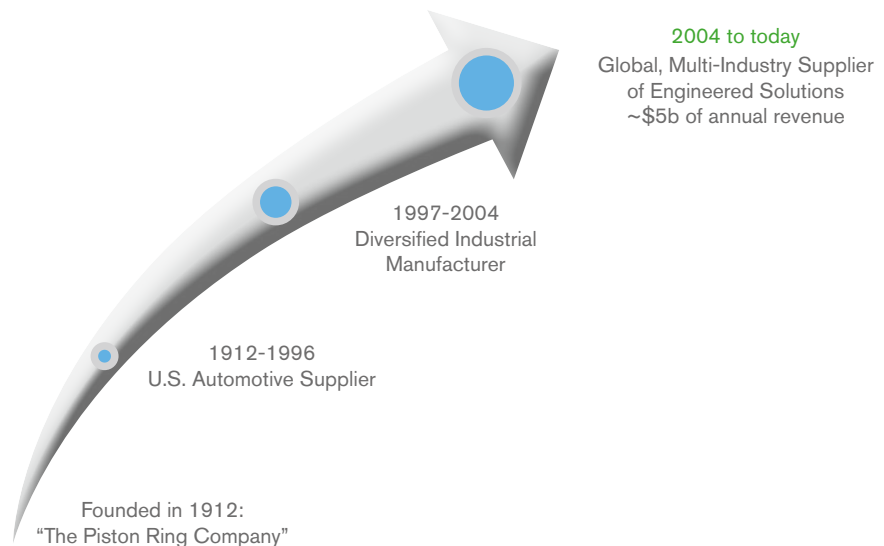 2004 to today
Global, Multi-Industry Supplier
of Engineered Solutions
~$5b of annual revenue
1997-2004
Diversified Industrial
Manufacturer
1912-1996
U.S. Automotive Supplier
Founded in 1912:
“The Piston Ring Company”